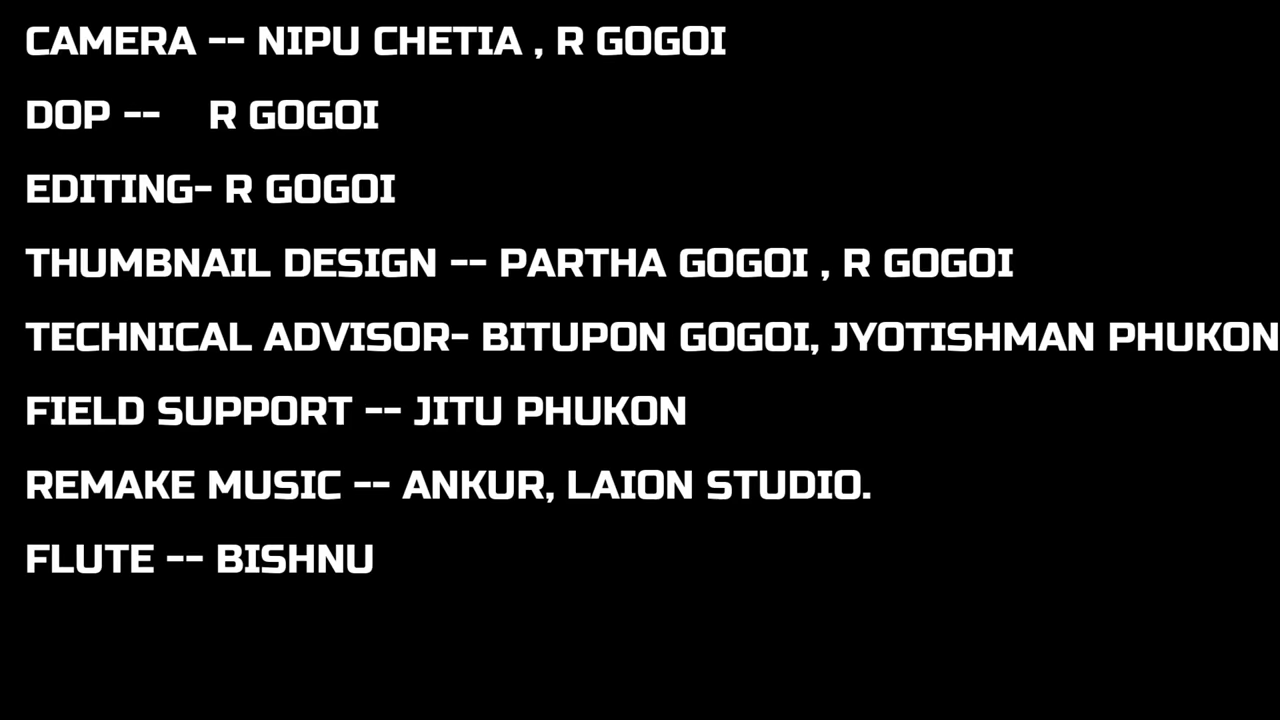 CAMERA -- NIPU CHETIA , R GOGOI
DOP -- R GOGOI
EDITING- R GOGOI
THUMBNAIL DESIGN -- PARTHA GOGOI , R GOGOI
TECHNICAL ADVISOR- BITUPON GOGOI, JYOTISHMAN PHUKON
FIELD SUPPORT -- JITU PHUKON
REMAKE MUSIC -- ANKUR, LAION STUDIO.
FLUTE -- BISHNU